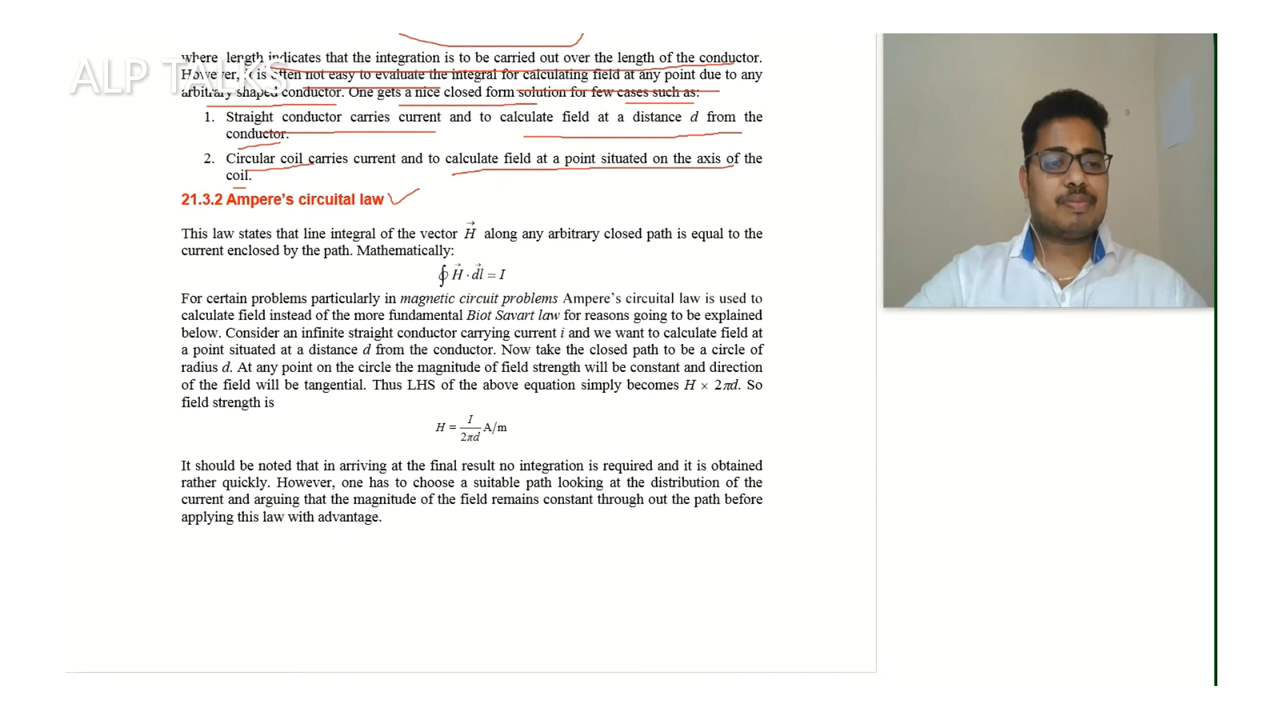 where length indicates that the integration is to be carried out over the length of the conductor.
ALP TALKS
However, it is often not easy to evaluate the integral for calculating field at any point due to any
arbitrary shaped conductor. One gets a nice closed form solution for few cases such as:
1. Straight conductor carries current and to calculate field at a distance d from the
conductor.
2. Circular coil carries current and to calculate field at a point situated on the axis of the
coil.
21.3.2 Ampere's circuital law
This law states that line integral of the vector H⃗ along any arbitrary closed path is equal to the
current enclosed by the path. Mathematically:
∮ H⃗ · dl⃗ = I
For certain problems particularly in magnetic circuit problems Ampere's circuital law is used to
calculate field instead of the more fundamental Biot Savart law for reasons going to be explained
below. Consider an infinite straight conductor carrying current i and we want to calculate field at
a point situated at a distance d from the conductor. Now take the closed path to be a circle of
radius d. At any point on the circle the magnitude of field strength will be constant and direction
of the field will be tangential. Thus LHS of the above equation simply becomes H × 2πd. So
field strength is
H = I/2πd A/m
It should be noted that in arriving at the final result no integration is required and it is obtained
rather quickly. However, one has to choose a suitable path looking at the distribution of the
current and arguing that the magnitude of the field remains constant through out the path before
applying this law with advantage.